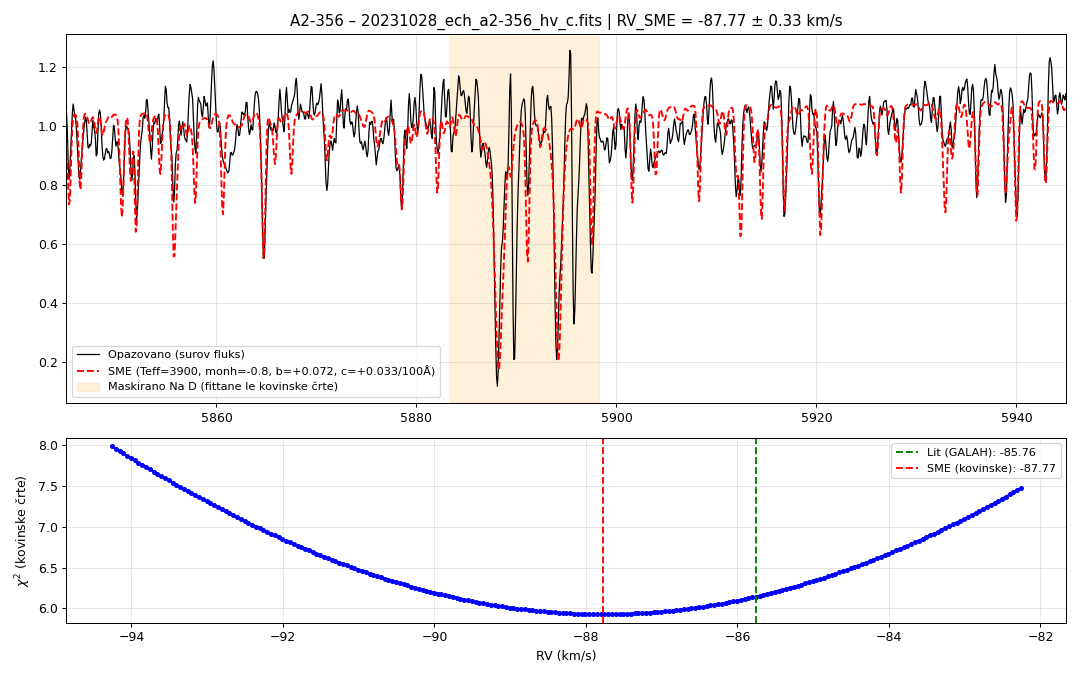 A2-356 – 20231028_ech_a2-356_hv_c.fits | RV_SME = -87.77 ± 0.33 km/s
1.2
1.0
0.8
0.6
0.4
0.2
Opazovano (surov fluks)
SME (Teff=3900, monh=-0.8, b=+0.072, c=+0.033/100Å)
Maskirano Na D (fittane le kovinske črte)
5860 5880 5900 5920 5940
8.0
7.5
7.0
6.5
6.0
χ² (kovinske črte)
Lit (GALAH): -85.76
SME (kovinske): -87.77
−94 −92 −90 −88 −86 −84 −82
RV (km/s)